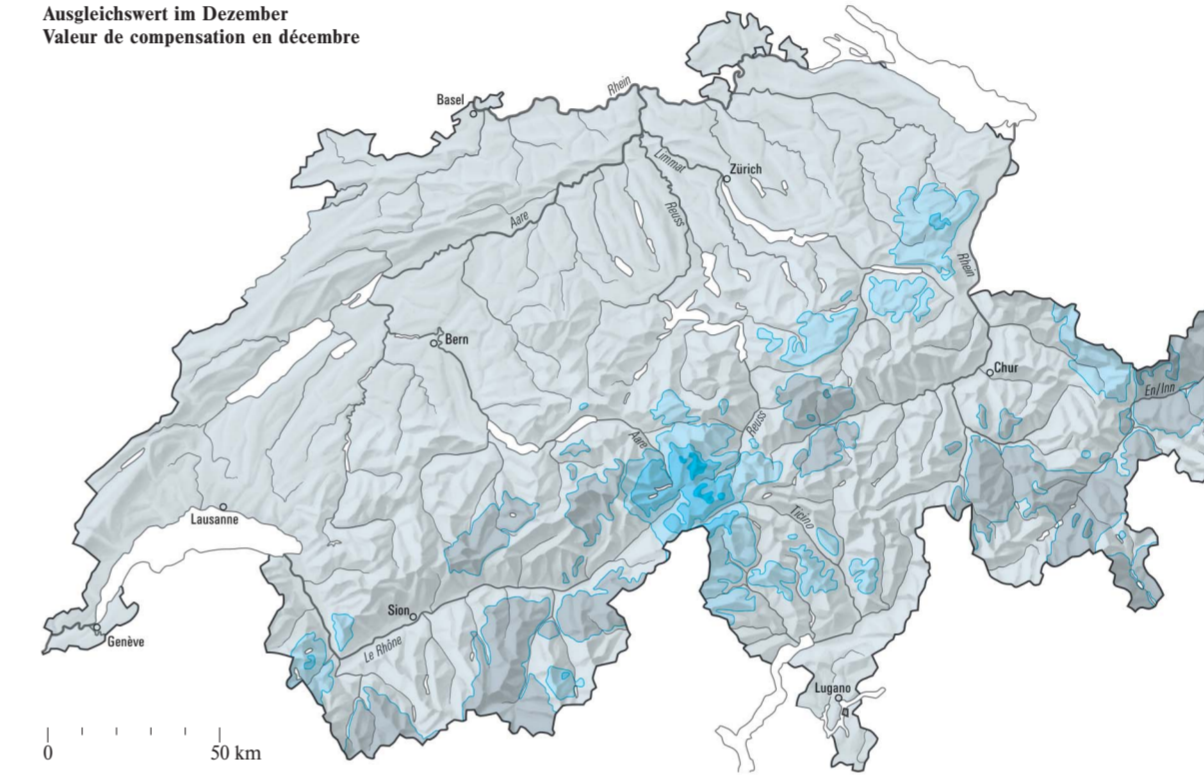 Ausgleichswert im Dezember
Valeur de compensation en décembre
Rhein
Basel
Limmat
Zürich
Reuss
Aare
Rhein
Bern
Chur
En/Inn
Reuss
Aare
Lausanne
Ticino
Sion
Genève
Le Rhône
Lugano
0 50 km